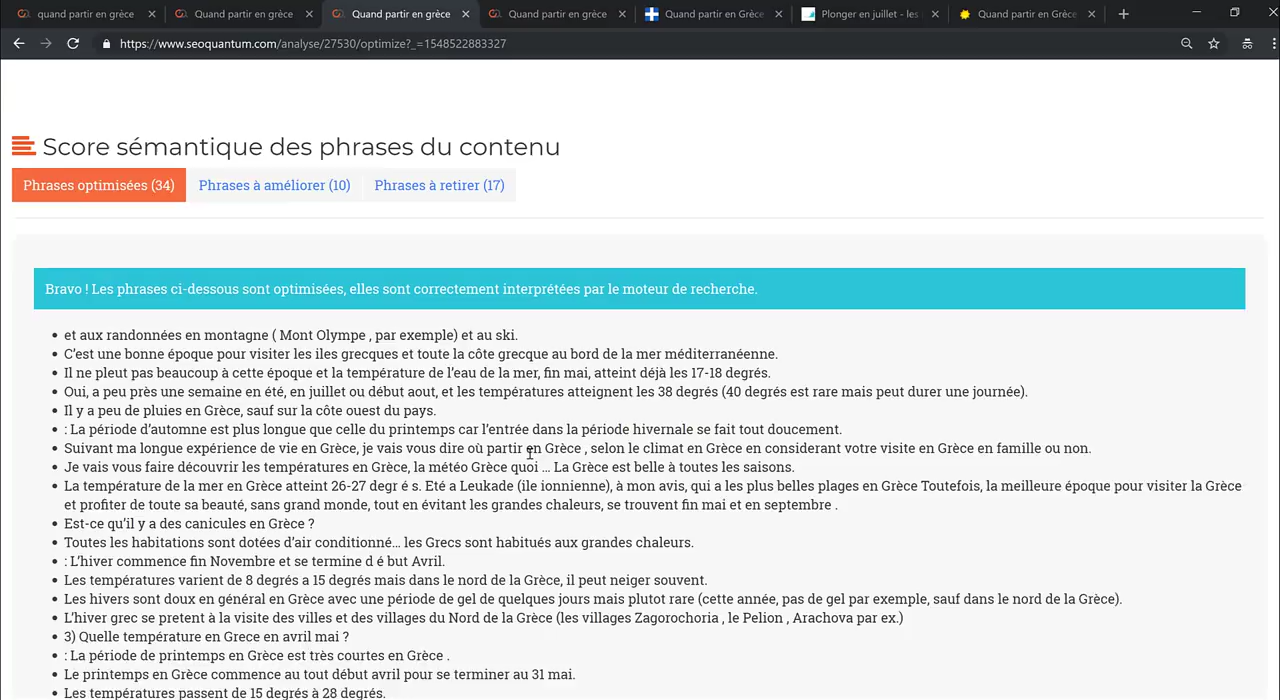 quand partir en grèce
Quand partir en grèce
Quand partir en grèce
Quand partir en grèce
Quand partir en Grèce
Plonger en juillet - les
Quand partir en Grèce
https://www.seoquantum.com/analyse/27530/optimize?_=1548522883327
Score sémantique des phrases du contenu
Phrases optimisées (34)
Phrases à améliorer (10)
Phrases à retirer (17)
Bravo ! Les phrases ci-dessous sont optimisées, elles sont correctement interprétées par le moteur de recherche.
• et aux randonnées en montagne ( Mont Olympe , par exemple) et au ski.
• C'est une bonne époque pour visiter les iles grecques et toute la côte grecque au bord de la mer méditerranéenne.
• Il ne pleut pas beaucoup à cette époque et la température de l'eau de la mer, fin mai, atteint déjà les 17-18 degrés.
• Oui, a peu près une semaine en été, en juillet ou début aout, et les températures atteignent les 38 degrés (40 degrés est rare mais peut durer une journée).
• Il y a peu de pluies en Grèce, sauf sur la côte ouest du pays.
• : La période d'automne est plus longue que celle du printemps car l'entrée dans la période hivernale se fait tout doucement.
• Suivant ma longue expérience de vie en Grèce, je vais vous dire où partir en Grèce , selon le climat en Grèce en considerant votre visite en Grèce en famille ou non.
• Je vais vous faire découvrir les températures en Grèce, la météo Grèce quoi … La Grèce est belle à toutes les saisons.
• La température de la mer en Grèce atteint 26-27 degr é s. Eté a Leukade (ile ionnienne), à mon avis, qui a les plus belles plages en Grèce Toutefois, la meilleure époque pour visiter la Grèce
et profiter de toute sa beauté, sans grand monde, tout en évitant les grandes chaleurs, se trouvent fin mai et en septembre .
• Est-ce qu'il y a des canicules en Grèce ?
• Toutes les habitations sont dotées d'air conditionné… les Grecs sont habitués aux grandes chaleurs.
• : L'hiver commence fin Novembre et se termine d é but Avril.
• Les températures varient de 8 degrés a 15 degrés mais dans le nord de la Grèce, il peut neiger souvent.
• Les hivers sont doux en général en Grèce avec une période de gel de quelques jours mais plutot rare (cette année, pas de gel par exemple, sauf dans le nord de la Grèce).
• L'hiver grec se pretent à la visite des villes et des villages du Nord de la Grèce (les villages Zagorochoria , le Pelion , Arachova par ex.)
• 3) Quelle température en Grece en avril mai ?
• : La période de printemps en Grèce est très courtes en Grèce .
• Le printemps en Grèce commence au tout début avril pour se terminer au 31 mai.
• Les températures passent de 15 degrés à 28 degrés.